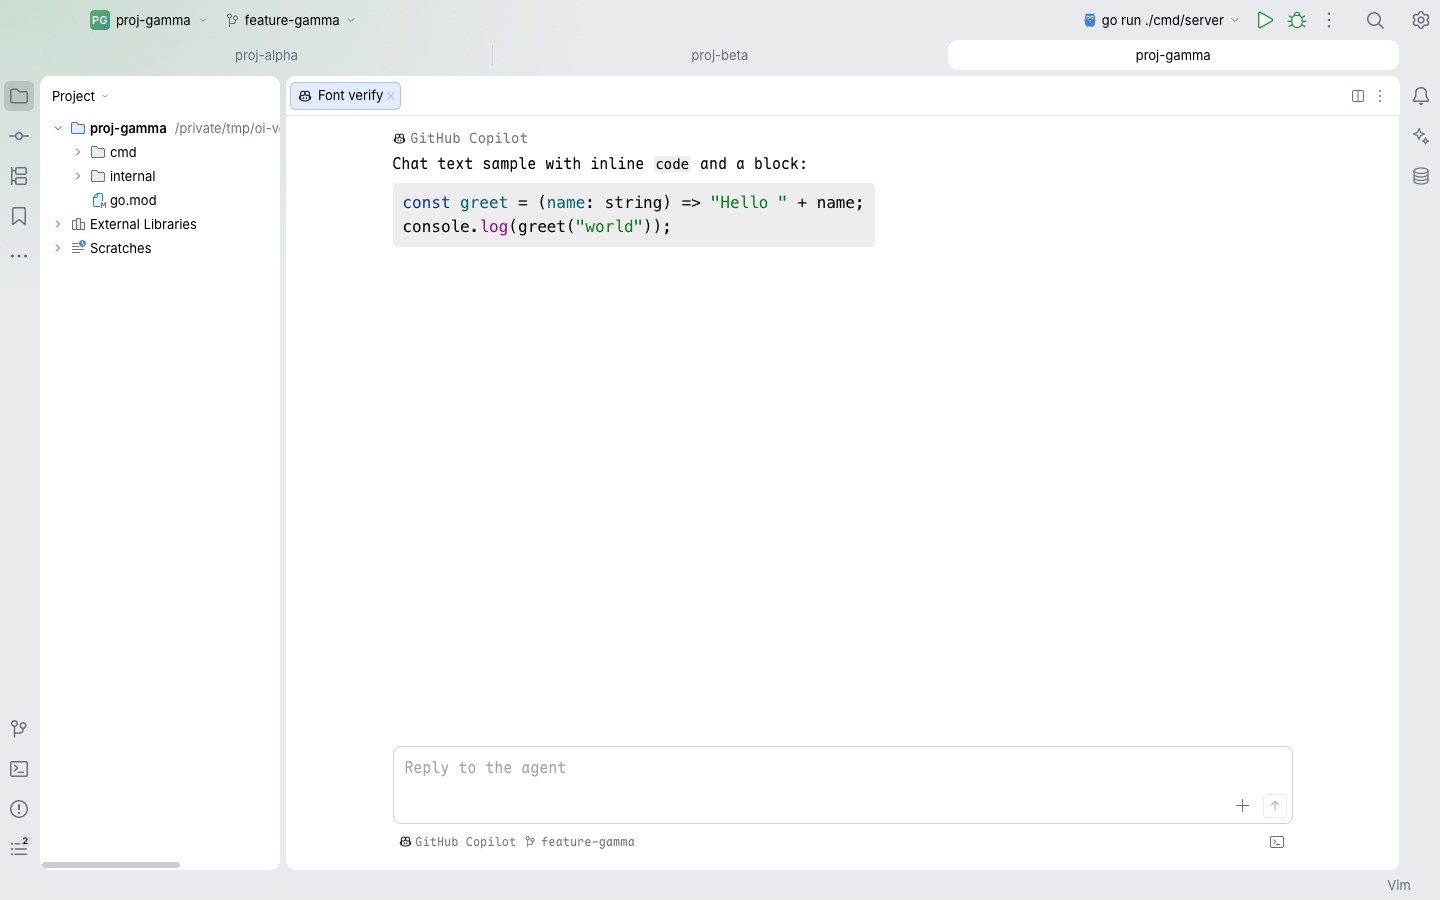 PG proj-gamma feature-gamma go run ./cmd/server
proj-alpha proj-beta proj-gamma
Project
Font verify
proj-gamma /private/tmp/oi-v
cmd
internal
go.mod
External Libraries
Scratches
GitHub Copilot
Chat text sample with inline code and a block:
const greet = (name: string) => "Hello " + name;
console.log(greet("world"));
Reply to the agent
GitHub Copilot feature-gamma
2
Vim